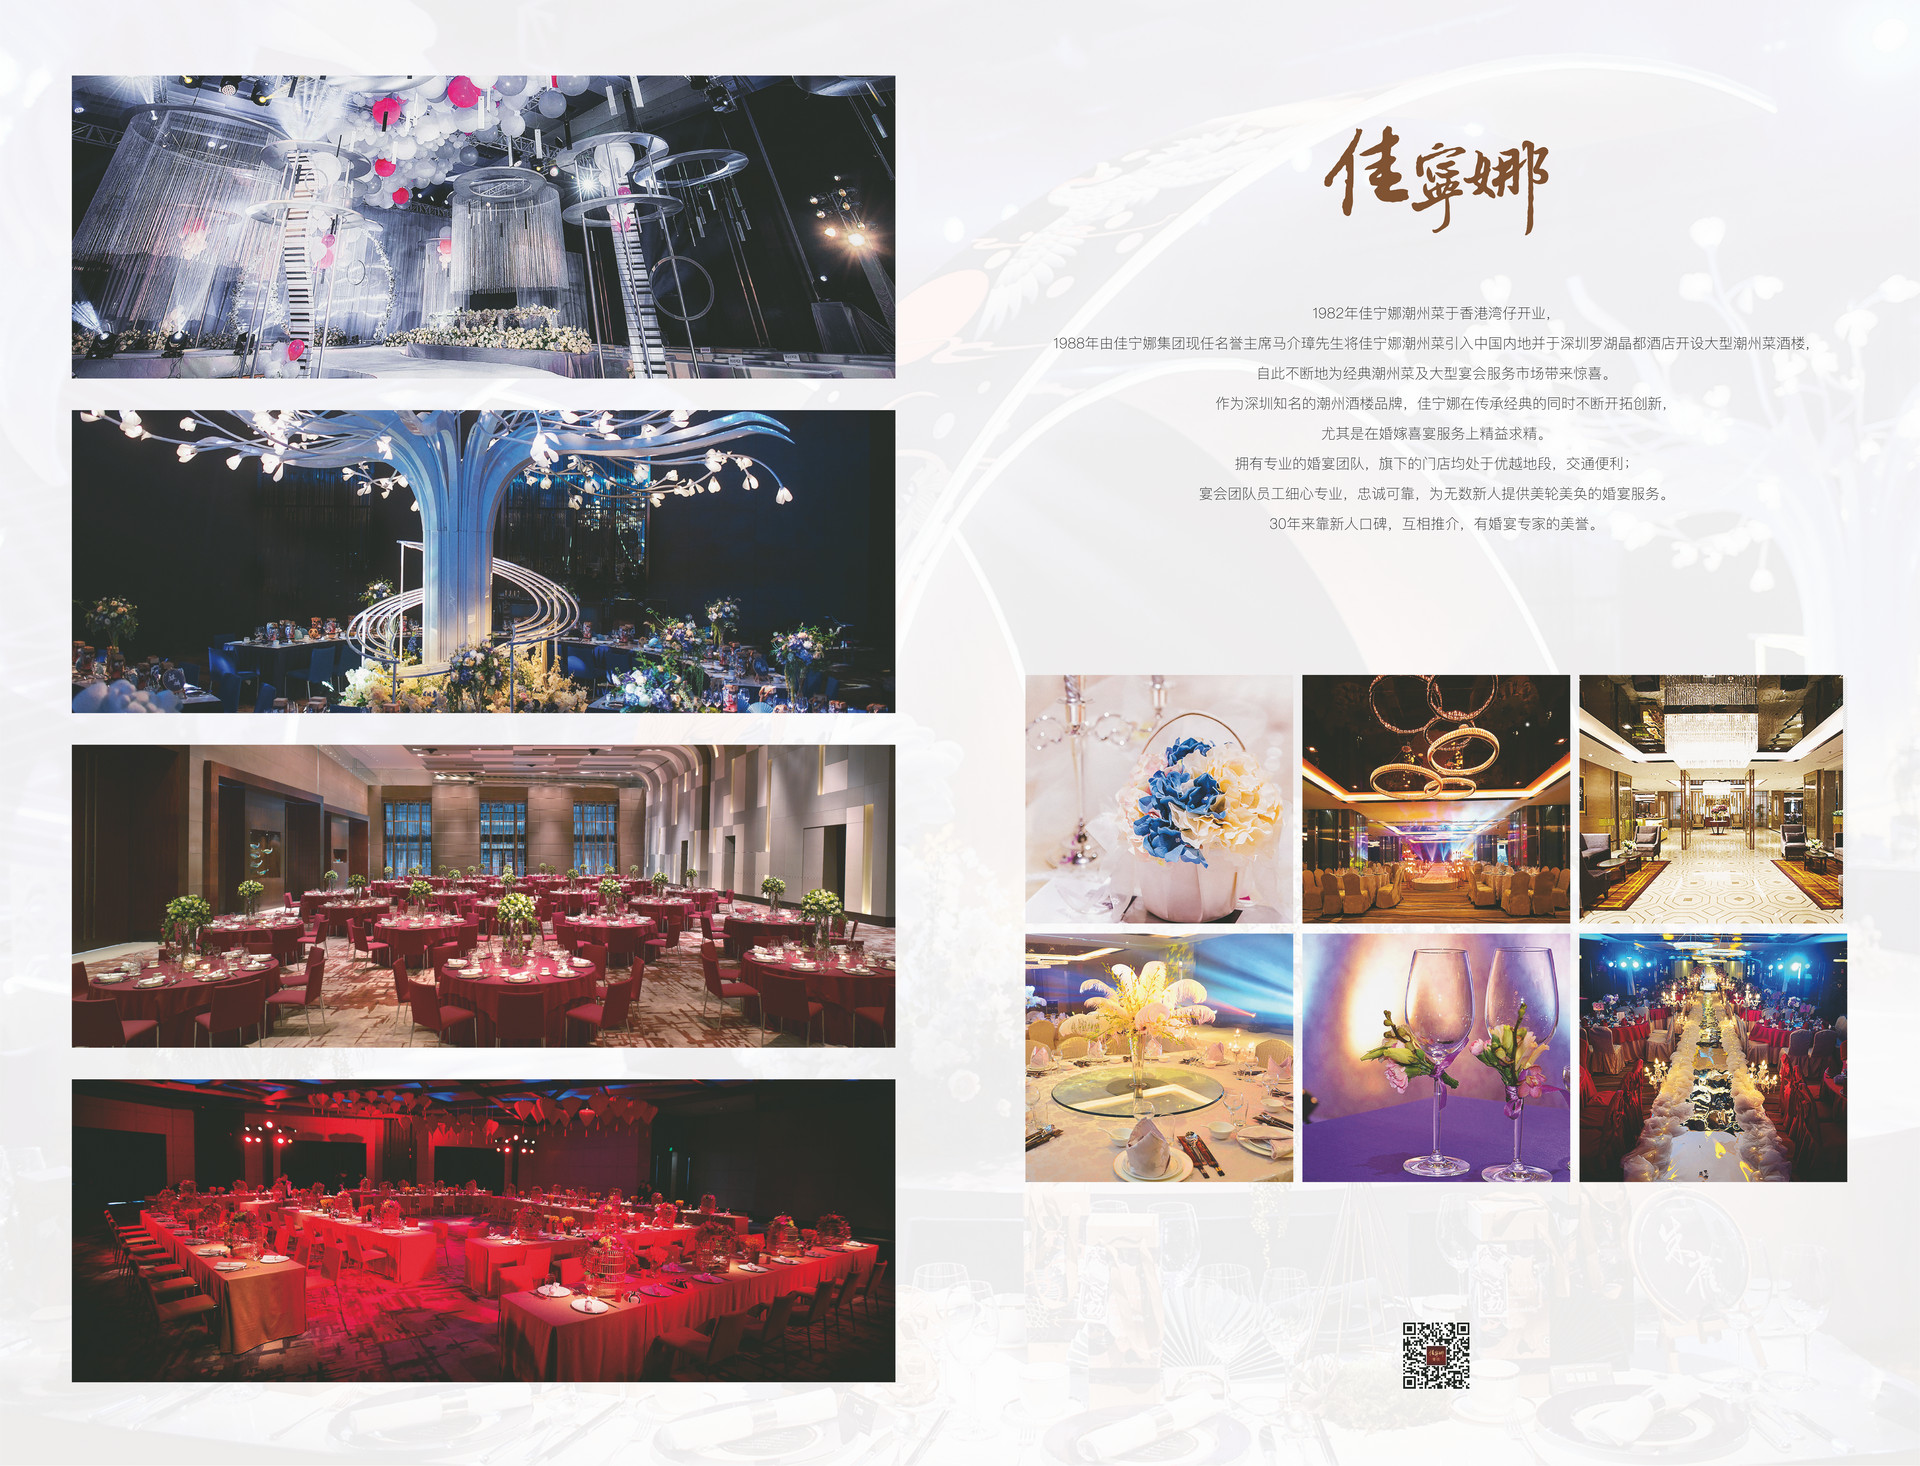 佳寧娜
1982年佳宁娜潮州菜于香港湾仔开业，
1988年由佳宁娜集团现任名誉主席马介璋先生将佳宁娜潮州菜引入中国内地并于深圳罗湖晶都酒店开设大型潮州菜酒楼，
自此不断地为经典潮州菜及大型宴会服务市场带来惊喜。
作为深圳知名的潮州酒楼品牌，佳宁娜在传承经典的同时不断开拓创新，
尤其是在婚嫁喜宴服务上精益求精。
拥有专业的婚宴团队，旗下的门店均处于优越地段，交通便利；
宴会团队员工细心专业，忠诚可靠，为无数新人提供美轮美奂的婚宴服务。
30年来靠新人口碑，互相推介，有婚宴专家的美誉。